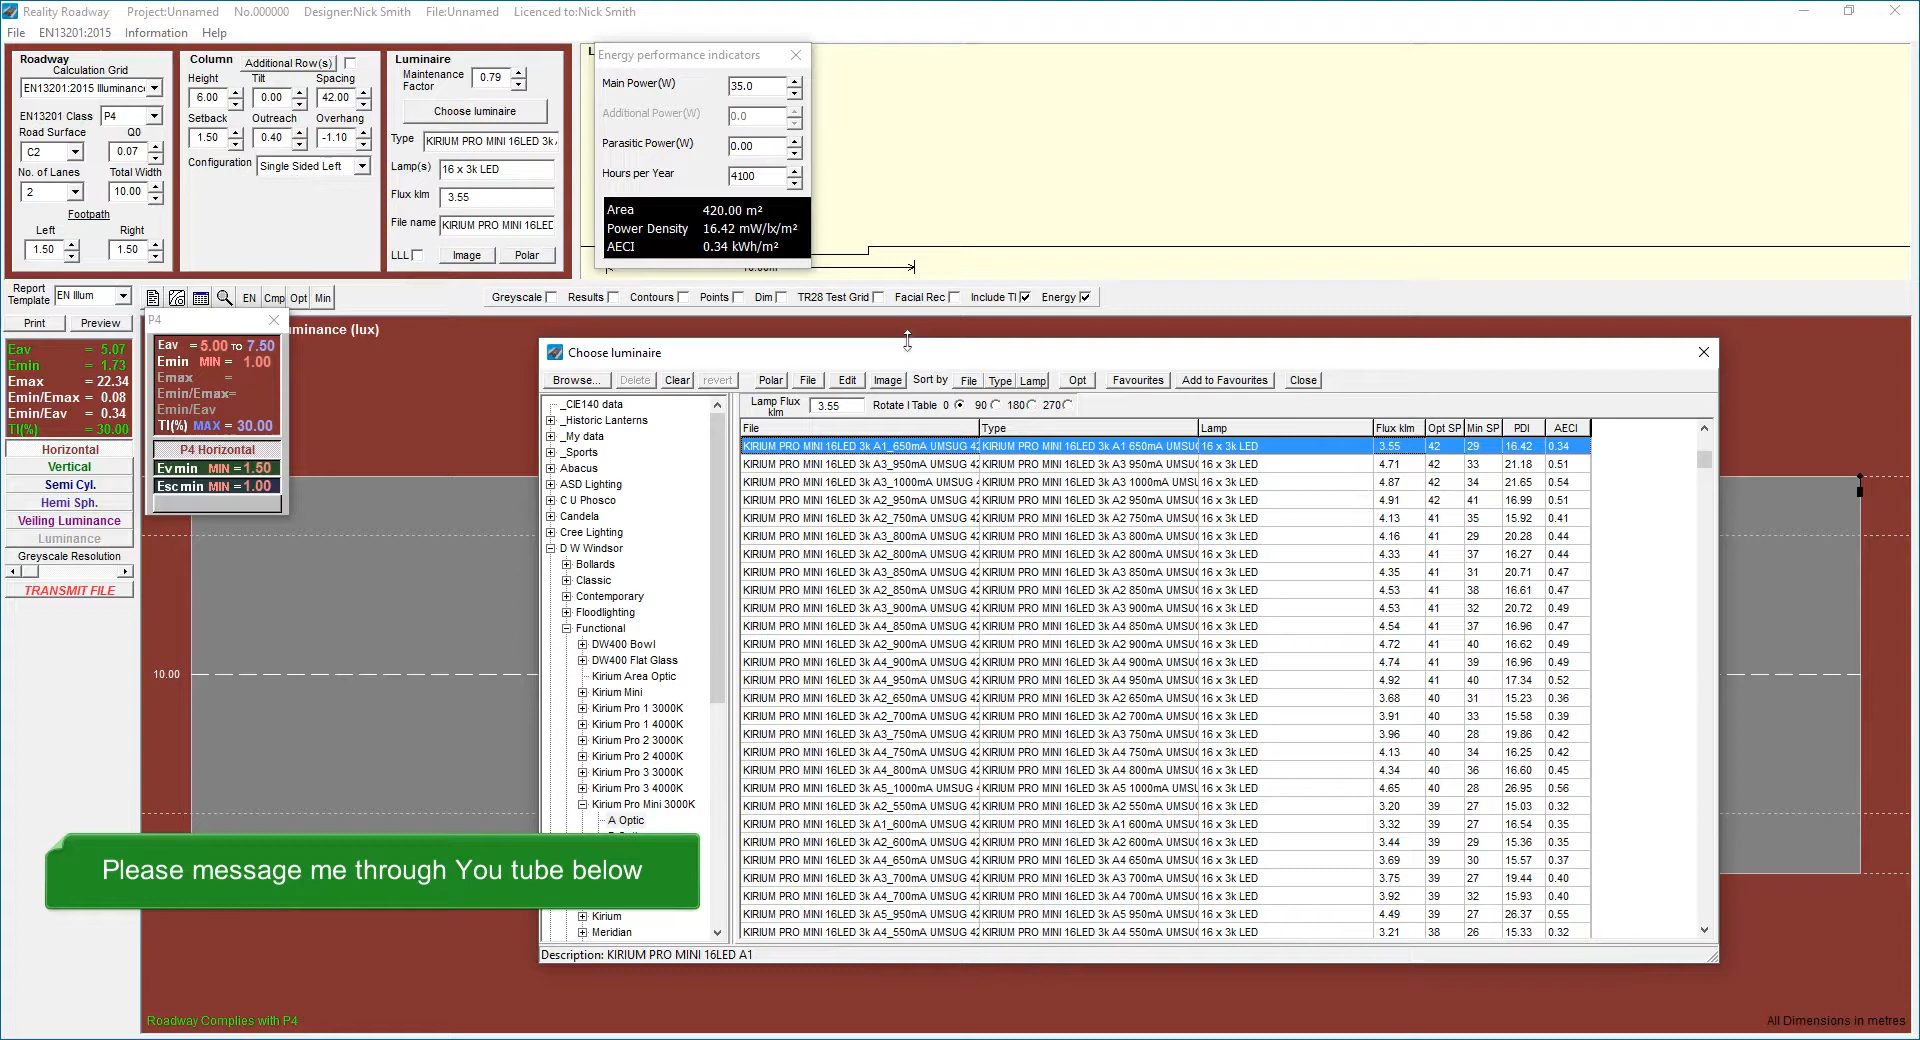 Reality Roadway Project:Unnamed No.000000 Designer:Nick Smith File:Unnamed Licenced to:Nick Smith
File EN13201:2015 Information Help
Roadway
Calculation Grid
EN13201:2015 Illuminanc
EN13201 Class P4
Road Surface Q0
C2 0.07
No. of Lanes Total Width
2 10.00
Footpath
Left Right
1.50 1.50
Column Additional Row(s)
Height Tilt Spacing
6.00 0.00 42.00
Setback Outreach Overhang
1.50 0.40 -1.10
Configuration Single Sided Left
Luminaire
Maintenance Factor 0.79
Choose luminaire
Type KIRIUM PRO MINI 16LED 3k
Lamp(s) 16 x 3k LED
Flux klm 3.55
File name KIRIUM PRO MINI 16LED
LLL Image Polar
Energy performance indicators
Main Power(W) 35.0
Additional Power(W) 0.0
Parasitic Power(W) 0.00
Hours per Year 4100
Area 420.00 m²
Power Density 16.42 mW/lx/m²
AECI 0.34 kWh/m²
Report Template EN Illum
EN Cmp Opt Min
Greyscale Results Contours Points Dim TR28 Test Grid Facial Rec Include TI Energy
Print Preview
Eav = 5.07
Emin = 1.73
Emax = 22.34
Emin/Emax = 0.08
Emin/Eav = 0.34
TI(%) = 30.00
Horizontal
Vertical
Semi Cyl.
Hemi Sph.
Veiling Luminance
Luminance
Greyscale Resolution
TRANSMIT FILE
P4
Eav = 5.00 TO 7.50
Emin MIN = 1.00
Emax =
Emin/Emax=
Emin/Eav
TI(%) MAX = 30.00
P4 Horizontal
Ev min MIN =1.50
Esc min MIN =1.00
uminance (lux)
10.00
Choose luminaire
Browse... Delete Clear revert Polar File Edit Image Sort by File Type Lamp Opt Favourites Add to Favourites Close
Lamp Flux klm 3.55 Rotate I Table 0 90 180 270
_CIE140 data
_Historic Lanterns
_My data
_Sports
Abacus
ASD Lighting
C U Phosco
Candela
Cree Lighting
D W Windsor
Bollards
Classic
Contemporary
Floodlighting
Functional
DW400 Bowl
DW400 Flat Glass
Kirium Area Optic
Kirium Mini
Kirium Pro 1 3000K
Kirium Pro 1 4000K
Kirium Pro 2 3000K
Kirium Pro 2 4000K
Kirium Pro 3 3000K
Kirium Pro 3 4000K
Kirium Pro Mini 3000K
A Optic
Kirium
Meridian
File Type Lamp Flux klm Opt SP Min SP PDI AECI
KIRIUM PRO MINI 16LED 3k A1_650mA UMSUG 42 KIRIUM PRO MINI 16LED 3k A1 650mA UMSU 16 x 3k LED 3.55 42 29 16.42 0.34
KIRIUM PRO MINI 16LED 3k A3_950mA UMSUG 42 KIRIUM PRO MINI 16LED 3k A3 950mA UMSU 16 x 3k LED 4.71 42 33 21.18 0.51
KIRIUM PRO MINI 16LED 3k A3_1000mA UMSUG KIRIUM PRO MINI 16LED 3k A3 1000mA UMSU 16 x 3k LED 4.87 42 34 21.65 0.54
KIRIUM PRO MINI 16LED 3k A2_950mA UMSUG 42 KIRIUM PRO MINI 16LED 3k A2 950mA UMSU 16 x 3k LED 4.91 42 41 16.99 0.51
KIRIUM PRO MINI 16LED 3k A2_750mA UMSUG 42 KIRIUM PRO MINI 16LED 3k A2 750mA UMSU 16 x 3k LED 4.13 41 35 15.92 0.41
KIRIUM PRO MINI 16LED 3k A3_800mA UMSUG 42 KIRIUM PRO MINI 16LED 3k A3 800mA UMSU 16 x 3k LED 4.16 41 29 20.28 0.44
KIRIUM PRO MINI 16LED 3k A2_800mA UMSUG 42 KIRIUM PRO MINI 16LED 3k A2 800mA UMSU 16 x 3k LED 4.33 41 37 16.27 0.44
KIRIUM PRO MINI 16LED 3k A3_850mA UMSUG 42 KIRIUM PRO MINI 16LED 3k A3 850mA UMSU 16 x 3k LED 4.35 41 31 20.71 0.47
KIRIUM PRO MINI 16LED 3k A2_850mA UMSUG 42 KIRIUM PRO MINI 16LED 3k A2 850mA UMSU 16 x 3k LED 4.53 41 38 16.61 0.47
KIRIUM PRO MINI 16LED 3k A3_900mA UMSUG 42 KIRIUM PRO MINI 16LED 3k A3 900mA UMSU 16 x 3k LED 4.53 41 32 20.72 0.49
KIRIUM PRO MINI 16LED 3k A4_850mA UMSUG 42 KIRIUM PRO MINI 16LED 3k A4 850mA UMSU 16 x 3k LED 4.54 41 37 16.96 0.47
KIRIUM PRO MINI 16LED 3k A2_900mA UMSUG 42 KIRIUM PRO MINI 16LED 3k A2 900mA UMSU 16 x 3k LED 4.72 41 40 16.62 0.49
KIRIUM PRO MINI 16LED 3k A4_900mA UMSUG 42 KIRIUM PRO MINI 16LED 3k A4 900mA UMSU 16 x 3k LED 4.74 41 39 16.96 0.49
KIRIUM PRO MINI 16LED 3k A4_950mA UMSUG 42 KIRIUM PRO MINI 16LED 3k A4 950mA UMSU 16 x 3k LED 4.92 41 40 17.34 0.52
KIRIUM PRO MINI 16LED 3k A2_650mA UMSUG 42 KIRIUM PRO MINI 16LED 3k A2 650mA UMSU 16 x 3k LED 3.68 40 31 15.23 0.36
KIRIUM PRO MINI 16LED 3k A2_700mA UMSUG 42 KIRIUM PRO MINI 16LED 3k A2 700mA UMSU 16 x 3k LED 3.91 40 33 15.58 0.39
KIRIUM PRO MINI 16LED 3k A3_750mA UMSUG 42 KIRIUM PRO MINI 16LED 3k A3 750mA UMSU 16 x 3k LED 3.96 40 28 19.86 0.42
KIRIUM PRO MINI 16LED 3k A4_750mA UMSUG 42 KIRIUM PRO MINI 16LED 3k A4 750mA UMSU 16 x 3k LED 4.13 40 34 16.25 0.42
KIRIUM PRO MINI 16LED 3k A4_800mA UMSUG 42 KIRIUM PRO MINI 16LED 3k A4 800mA UMSU 16 x 3k LED 4.34 40 36 16.60 0.45
KIRIUM PRO MINI 16LED 3k A5_1000mA UMSUG KIRIUM PRO MINI 16LED 3k A5 1000mA UMSU 16 x 3k LED 4.65 40 28 26.95 0.56
KIRIUM PRO MINI 16LED 3k A2_550mA UMSUG 42 KIRIUM PRO MINI 16LED 3k A2 550mA UMSU 16 x 3k LED 3.20 39 27 15.03 0.32
KIRIUM PRO MINI 16LED 3k A1_600mA UMSUG 42 KIRIUM PRO MINI 16LED 3k A1 600mA UMSU 16 x 3k LED 3.32 39 27 16.54 0.35
KIRIUM PRO MINI 16LED 3k A2_600mA UMSUG 42 KIRIUM PRO MINI 16LED 3k A2 600mA UMSU 16 x 3k LED 3.44 39 29 15.36 0.35
KIRIUM PRO MINI 16LED 3k A4_650mA UMSUG 42 KIRIUM PRO MINI 16LED 3k A4 650mA UMSU 16 x 3k LED 3.69 39 30 15.57 0.37
KIRIUM PRO MINI 16LED 3k A3_700mA UMSUG 42 KIRIUM PRO MINI 16LED 3k A3 700mA UMSU 16 x 3k LED 3.75 39 27 19.44 0.40
KIRIUM PRO MINI 16LED 3k A4_700mA UMSUG 42 KIRIUM PRO MINI 16LED 3k A4 700mA UMSU 16 x 3k LED 3.92 39 32 15.93 0.40
KIRIUM PRO MINI 16LED 3k A5_950mA UMSUG 42 KIRIUM PRO MINI 16LED 3k A5 950mA UMSU 16 x 3k LED 4.49 39 27 26.37 0.55
KIRIUM PRO MINI 16LED 3k A4_550mA UMSUG 42 KIRIUM PRO MINI 16LED 3k A4 550mA UMSU 16 x 3k LED 3.21 38 26 15.33 0.32
Description: KIRIUM PRO MINI 16LED A1
Please message me through You tube below
Roadway Complies with P4
All Dimensions in metres